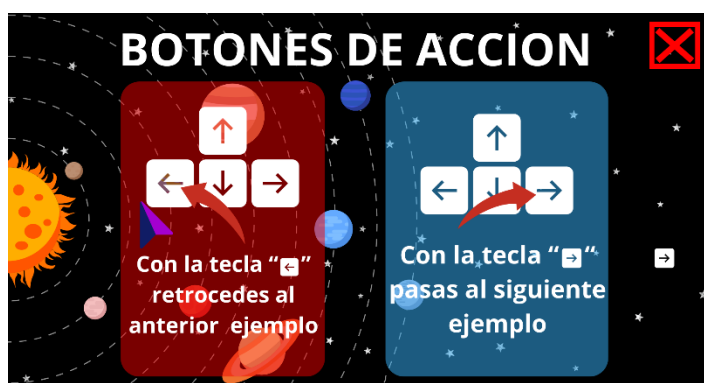 BOTONES DE ACCION
Con la tecla “←”
retrocedes al
anterior ejemplo
Con la tecla “→“
pasas al siguiente
ejemplo